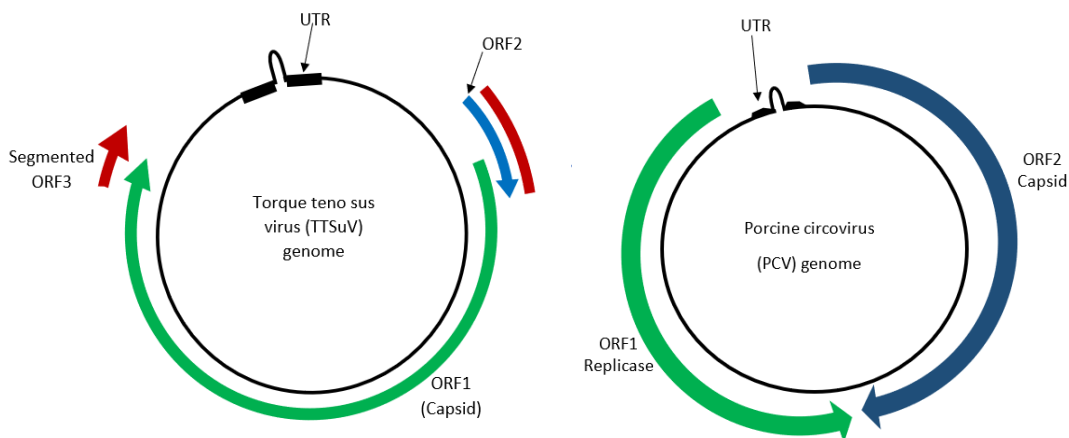 UTR
ORF2
Segmented
ORF3
Torque teno sus
virus (TTSuV)
genome
ORF1
(Capsid)
UTR
ORF2
Capsid
Porcine circovirus
(PCV) genome
ORF1
Replicase